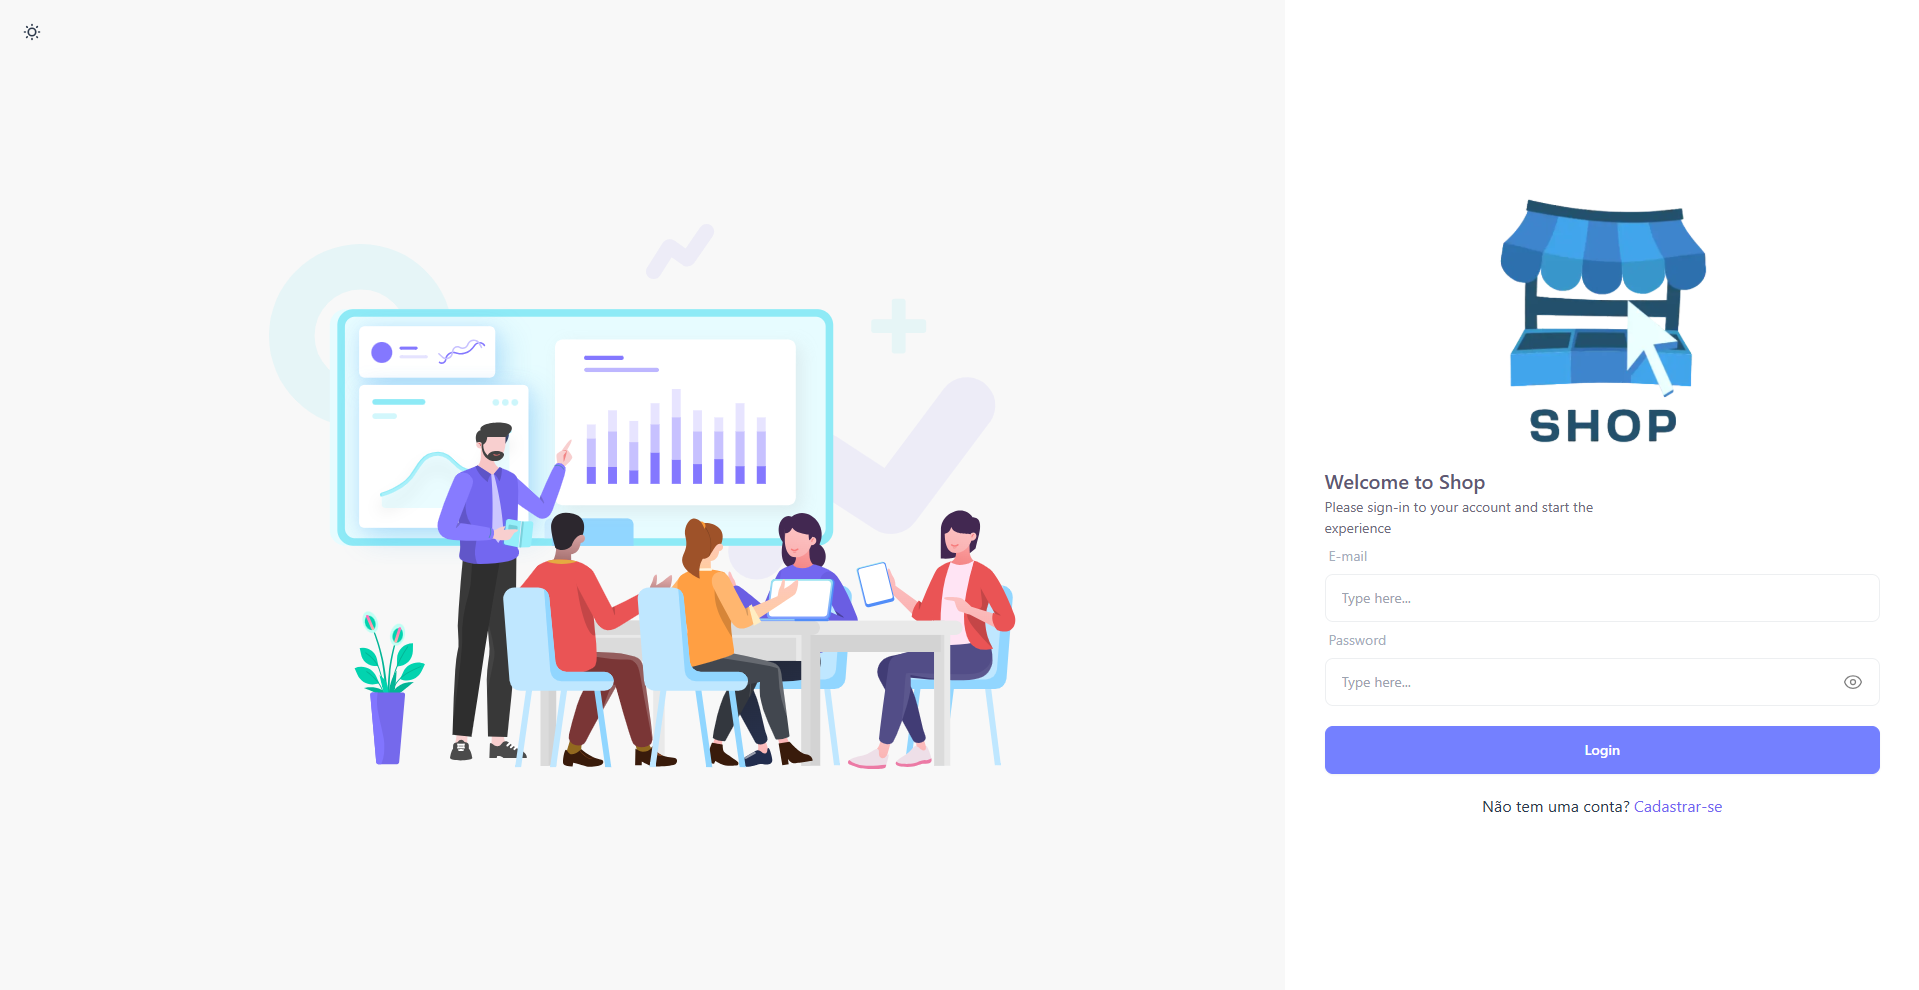 SHOP
Welcome to Shop
Please sign-in to your account and start the
experience
E-mail
Type here...
Password
Type here...
Login
Não tem uma conta? Cadastrar-se